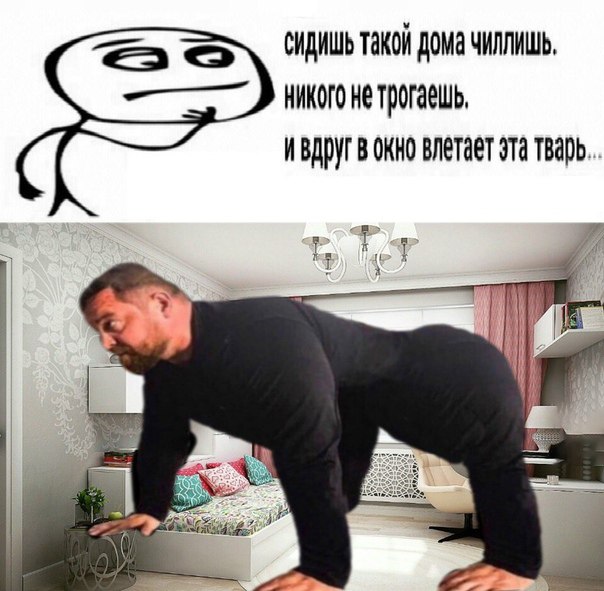 сидишь такой дома чиллишь.
никого не трогаешь.
и вдруг в окно влетает эта тварь...